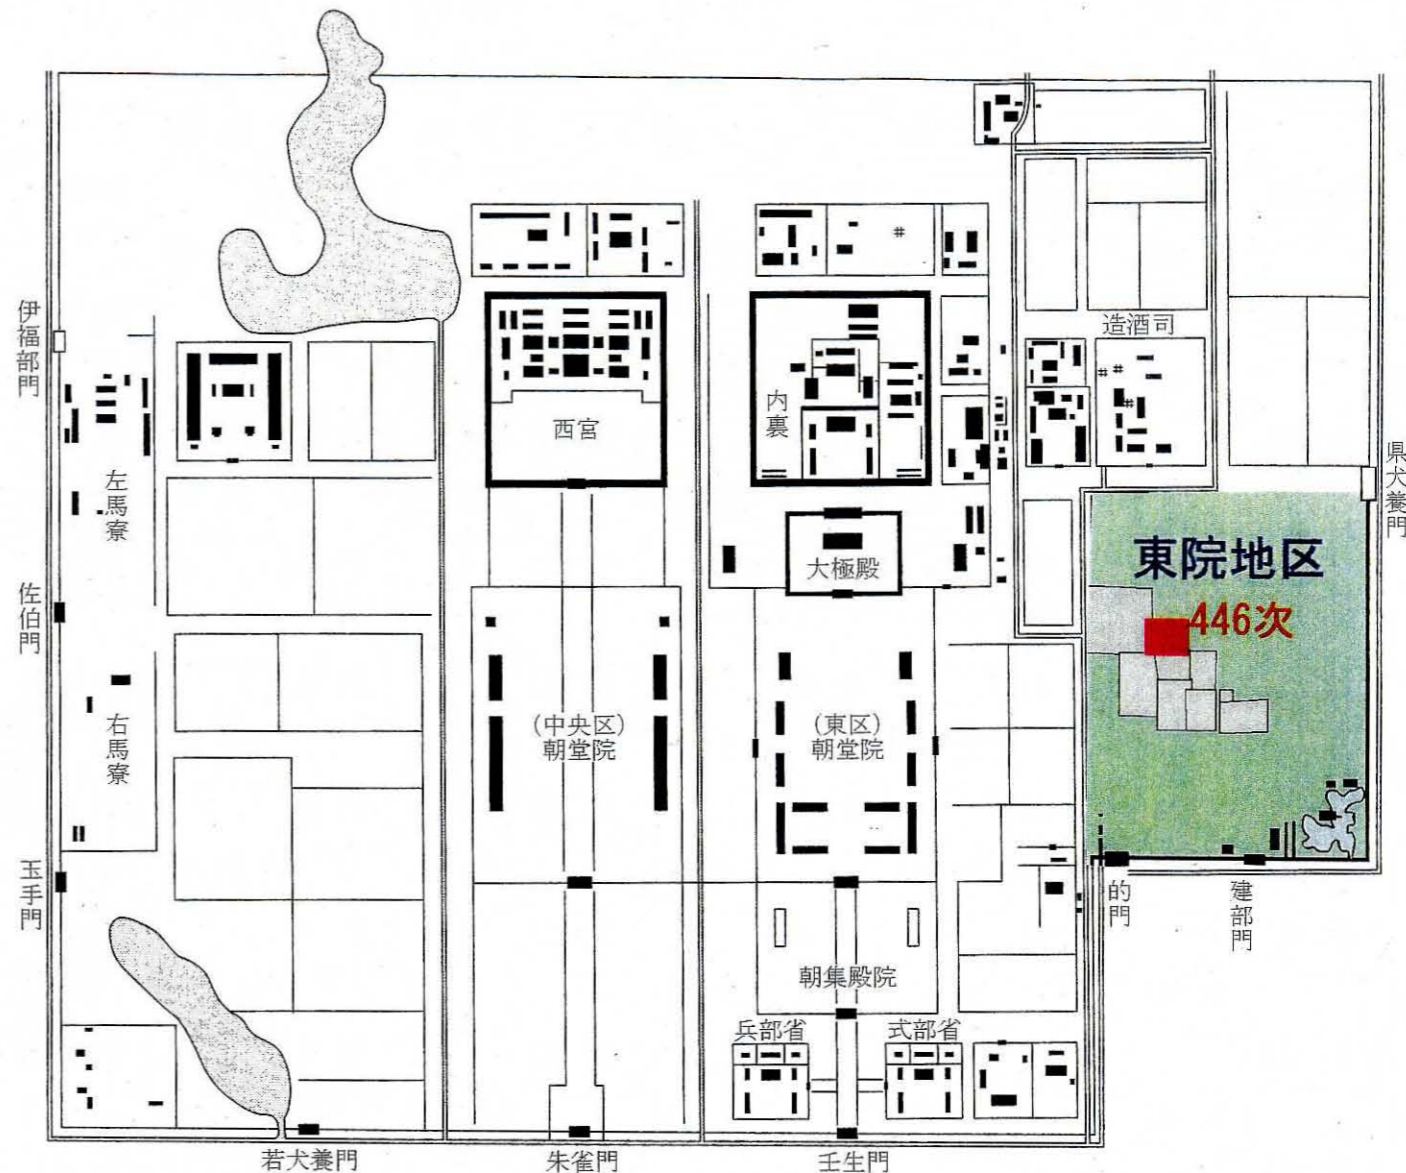 伊福部門
造酒司
内裏
西宮
県犬養門
左馬寮
東院地区
大極殿
佐伯門
446次
右馬寮
(中央区)
朝堂院
(東区)
朝堂院
玉手門
的門
建部門
朝集殿院
兵部省
式部省
若犬養門
朱雀門
壬生門